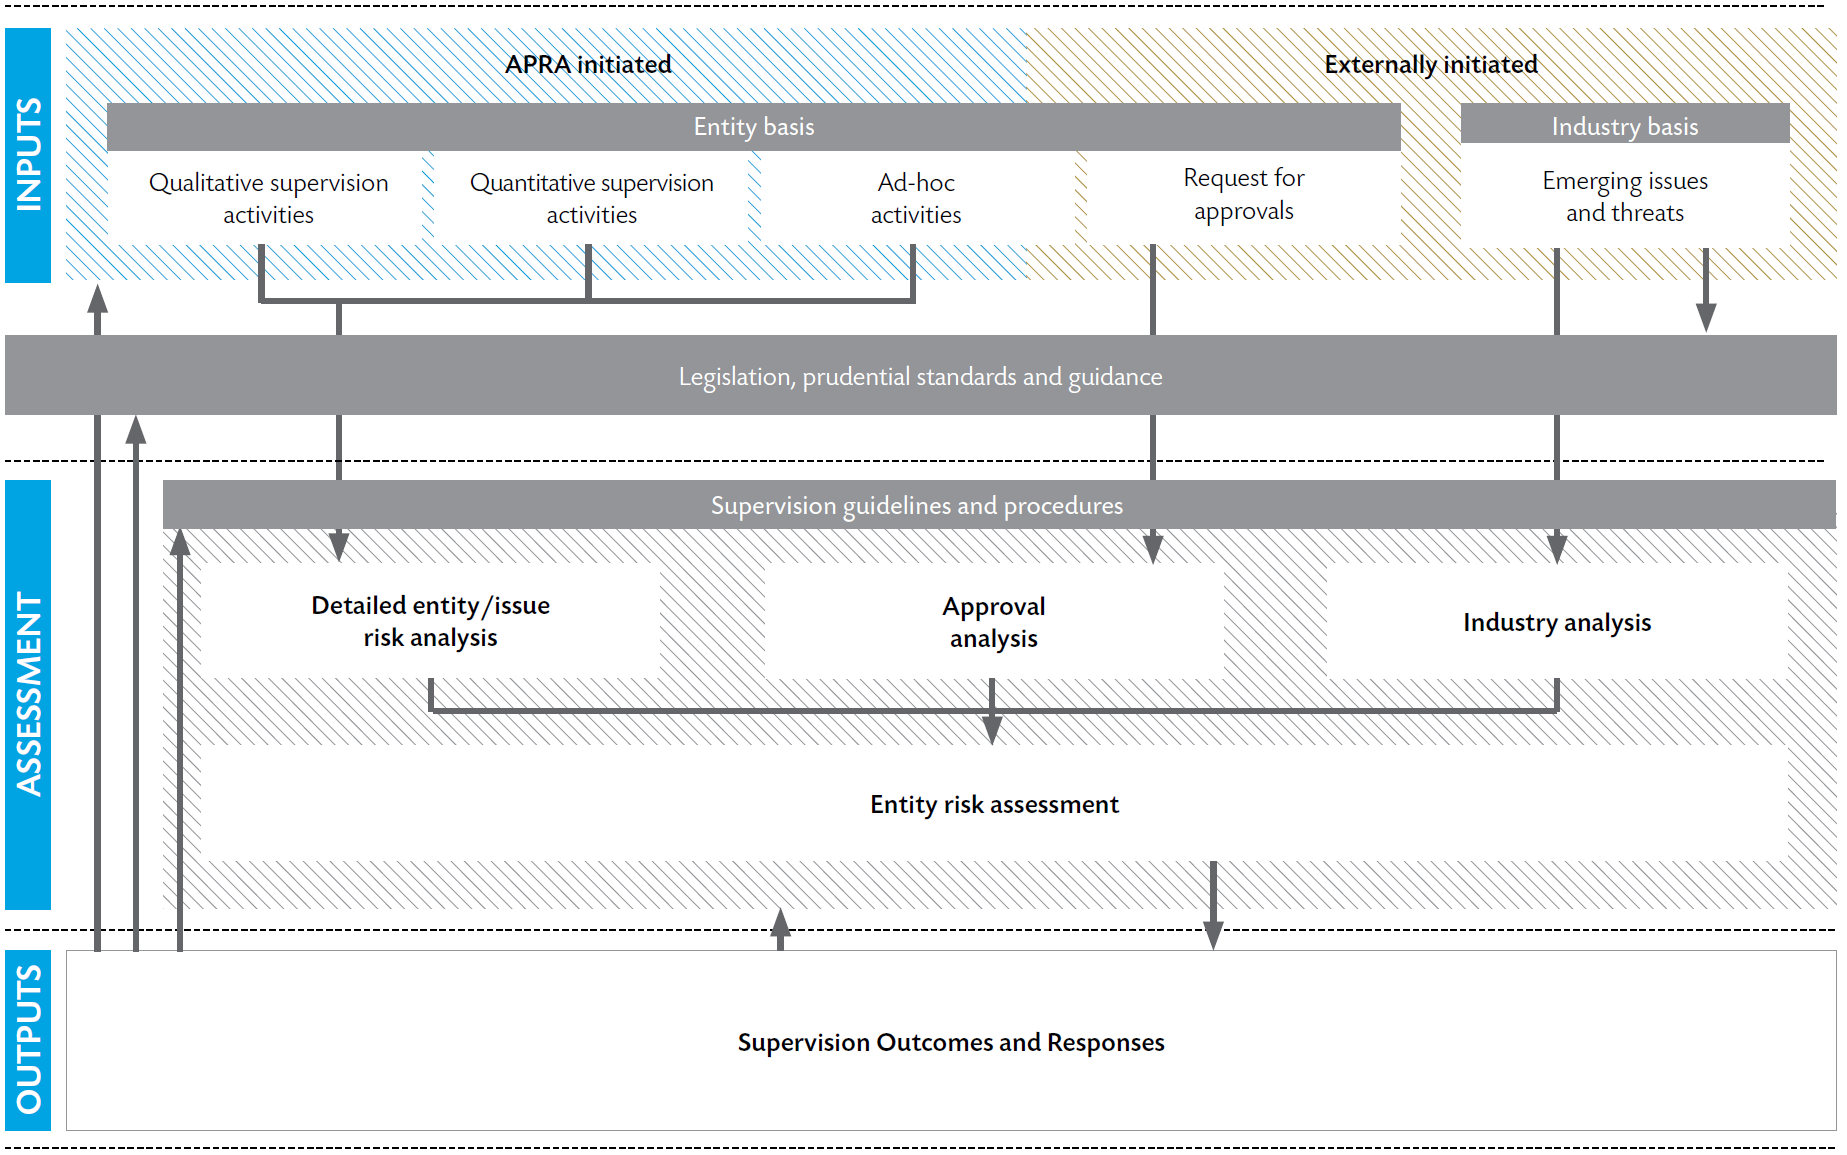 INPUTS
APRA initiated
Externally initiated
Entity basis
Industry basis
Qualitative supervision
activities
Quantitative supervision
activities
Ad-hoc
activities
Request for
approvals
Emerging issues
and threats
Legislation, prudential standards and guidance
ASSESSMENT
Supervision guidelines and procedures
Detailed entity/issue
risk analysis
Approval
analysis
Industry analysis
Entity risk assessment
OUTPUTS
Supervision Outcomes and Responses